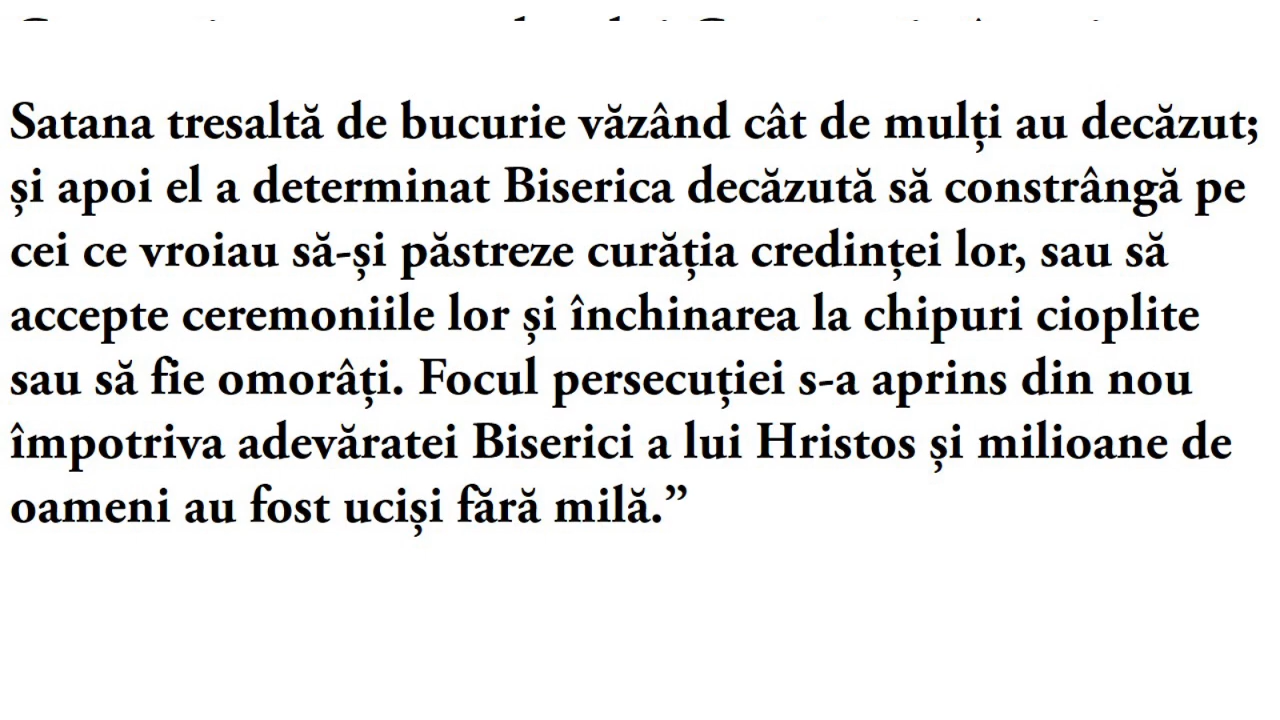 Satana tresaltă de bucurie văzând cât de mulți au decăzut;
și apoi el a determinat Biserica decăzută să constrângă pe
cei ce vroiau să-și păstreze curăția credinței lor, sau să
accepte ceremoniile lor și închinarea la chipuri cioplite
sau să fie omorâți. Focul persecuției s-a aprins din nou
împotriva adevăratei Biserici a lui Hristos și milioane de
oameni au fost uciși fără milă.”